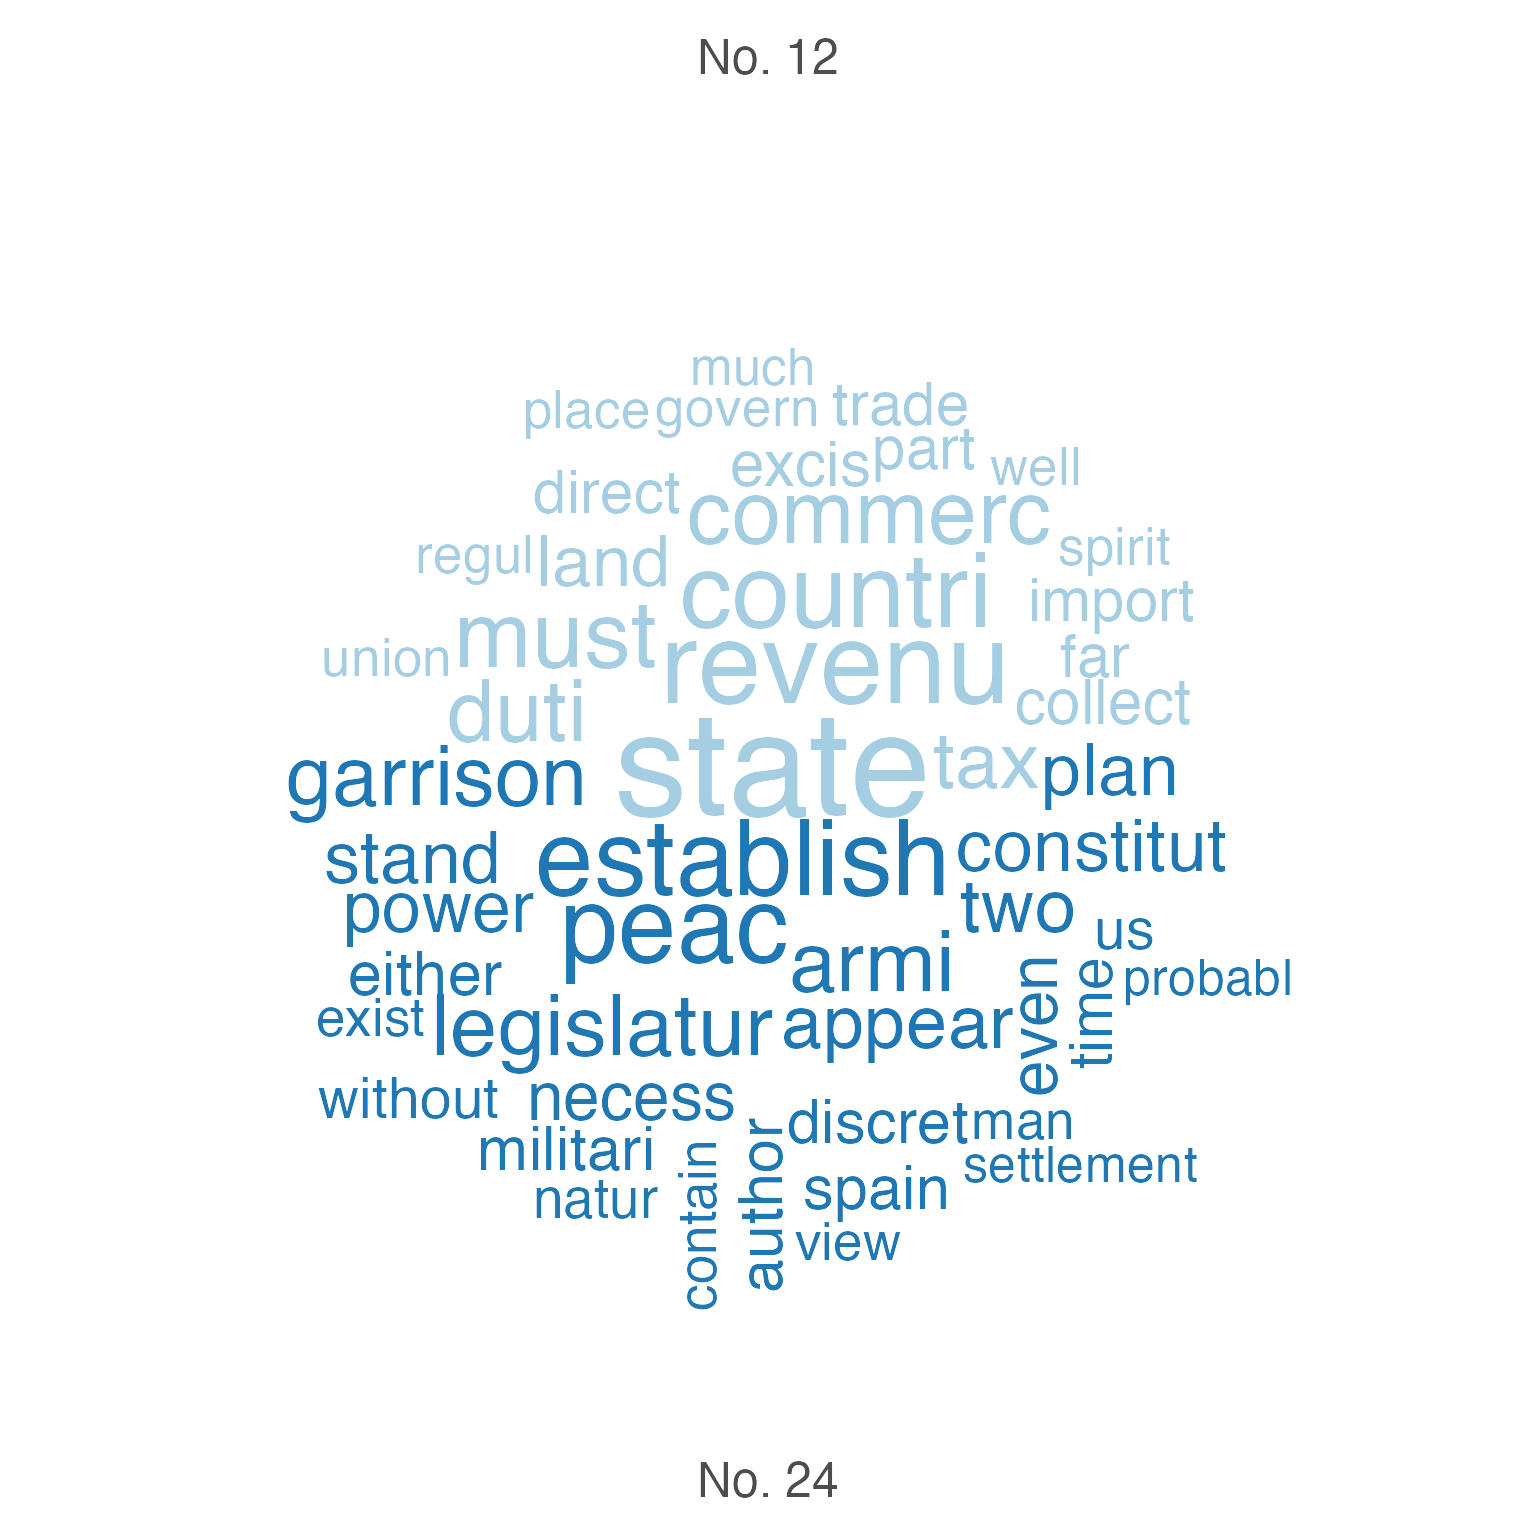 No. 12
much
place govern trade
excis part well
direct commerc
regul land countri spirit
import
union must revenu far
duti collect
garrison state tax plan
stand establish constitut
power peac two us
either armi even time probabl
exist legislatur appear
without necess discret man
militari contain author spain settlement
natur view
No. 24